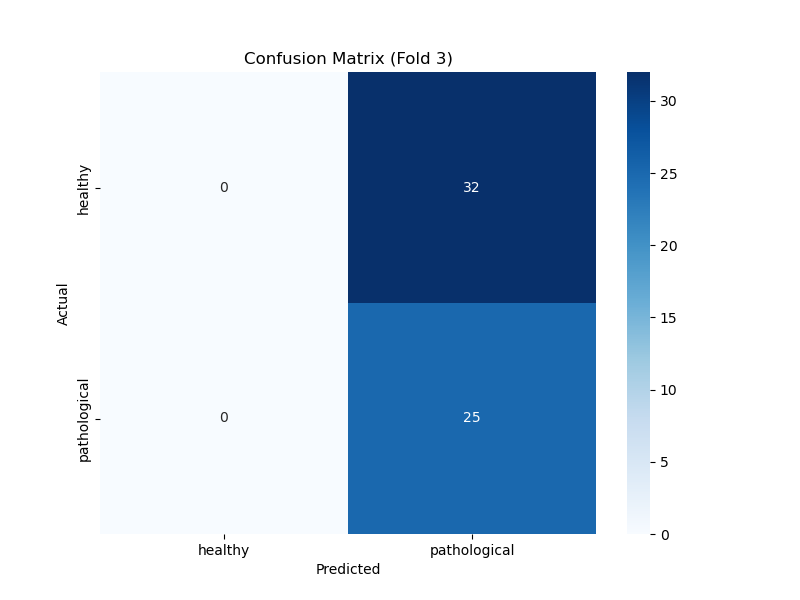 Confusion Matrix (Fold 3)
healthy
pathological
Actual
0
32
0
25
healthy
pathological
Predicted
30
25
20
15
10
5
0